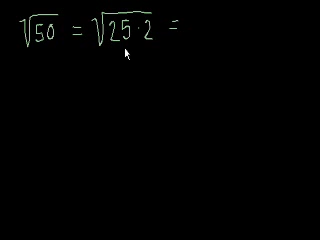 √50 = √25·2 =